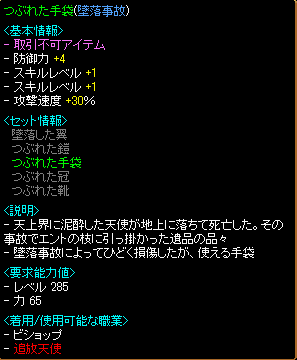 つぶれた手袋(墜落事故)
<基本情報>
- 取引不可アイテム
- 防御力 +4
- スキルレベル +1
- スキルレベル +1
- 攻撃速度 +30%
<セット情報>
墜落した翼
つぶれた鎧
つぶれた手袋
つぶれた冠
つぶれた靴
<説明>
- 天上界に泥酔した天使が地上に落ちて死亡した。その
事故でエントの枝に引っ掛かった遺品の品々
- 墜落事故によってひどく損傷したが、使える手袋
<要求能力値>
- レベル 285
- 力 65
<着用/使用可能な職業>
- ビショップ
- 追放天使